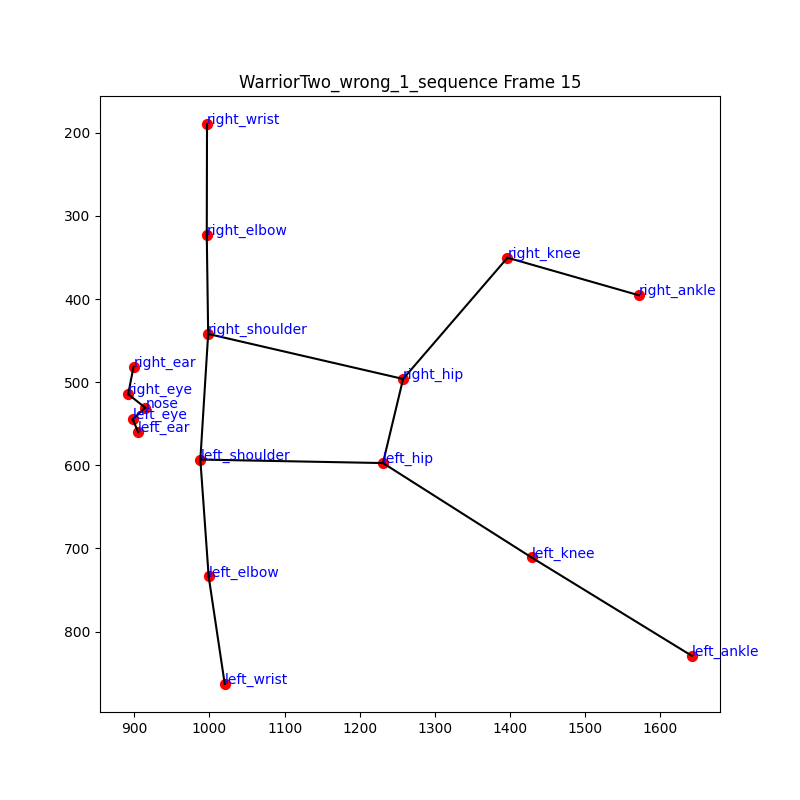 WarriorTwo_wrong_1_sequence Frame 15
right_wrist
200
right_elbow
300
right_knee
right_ankle
400
right_shoulder
right_ear
right_hip
500
right_eye
nose
left_eye
left_ear
left_shoulder
left_hip
600
left_knee
700
left_elbow
800
left_ankle
left_wrist
900 1000 1100 1200 1300 1400 1500 1600